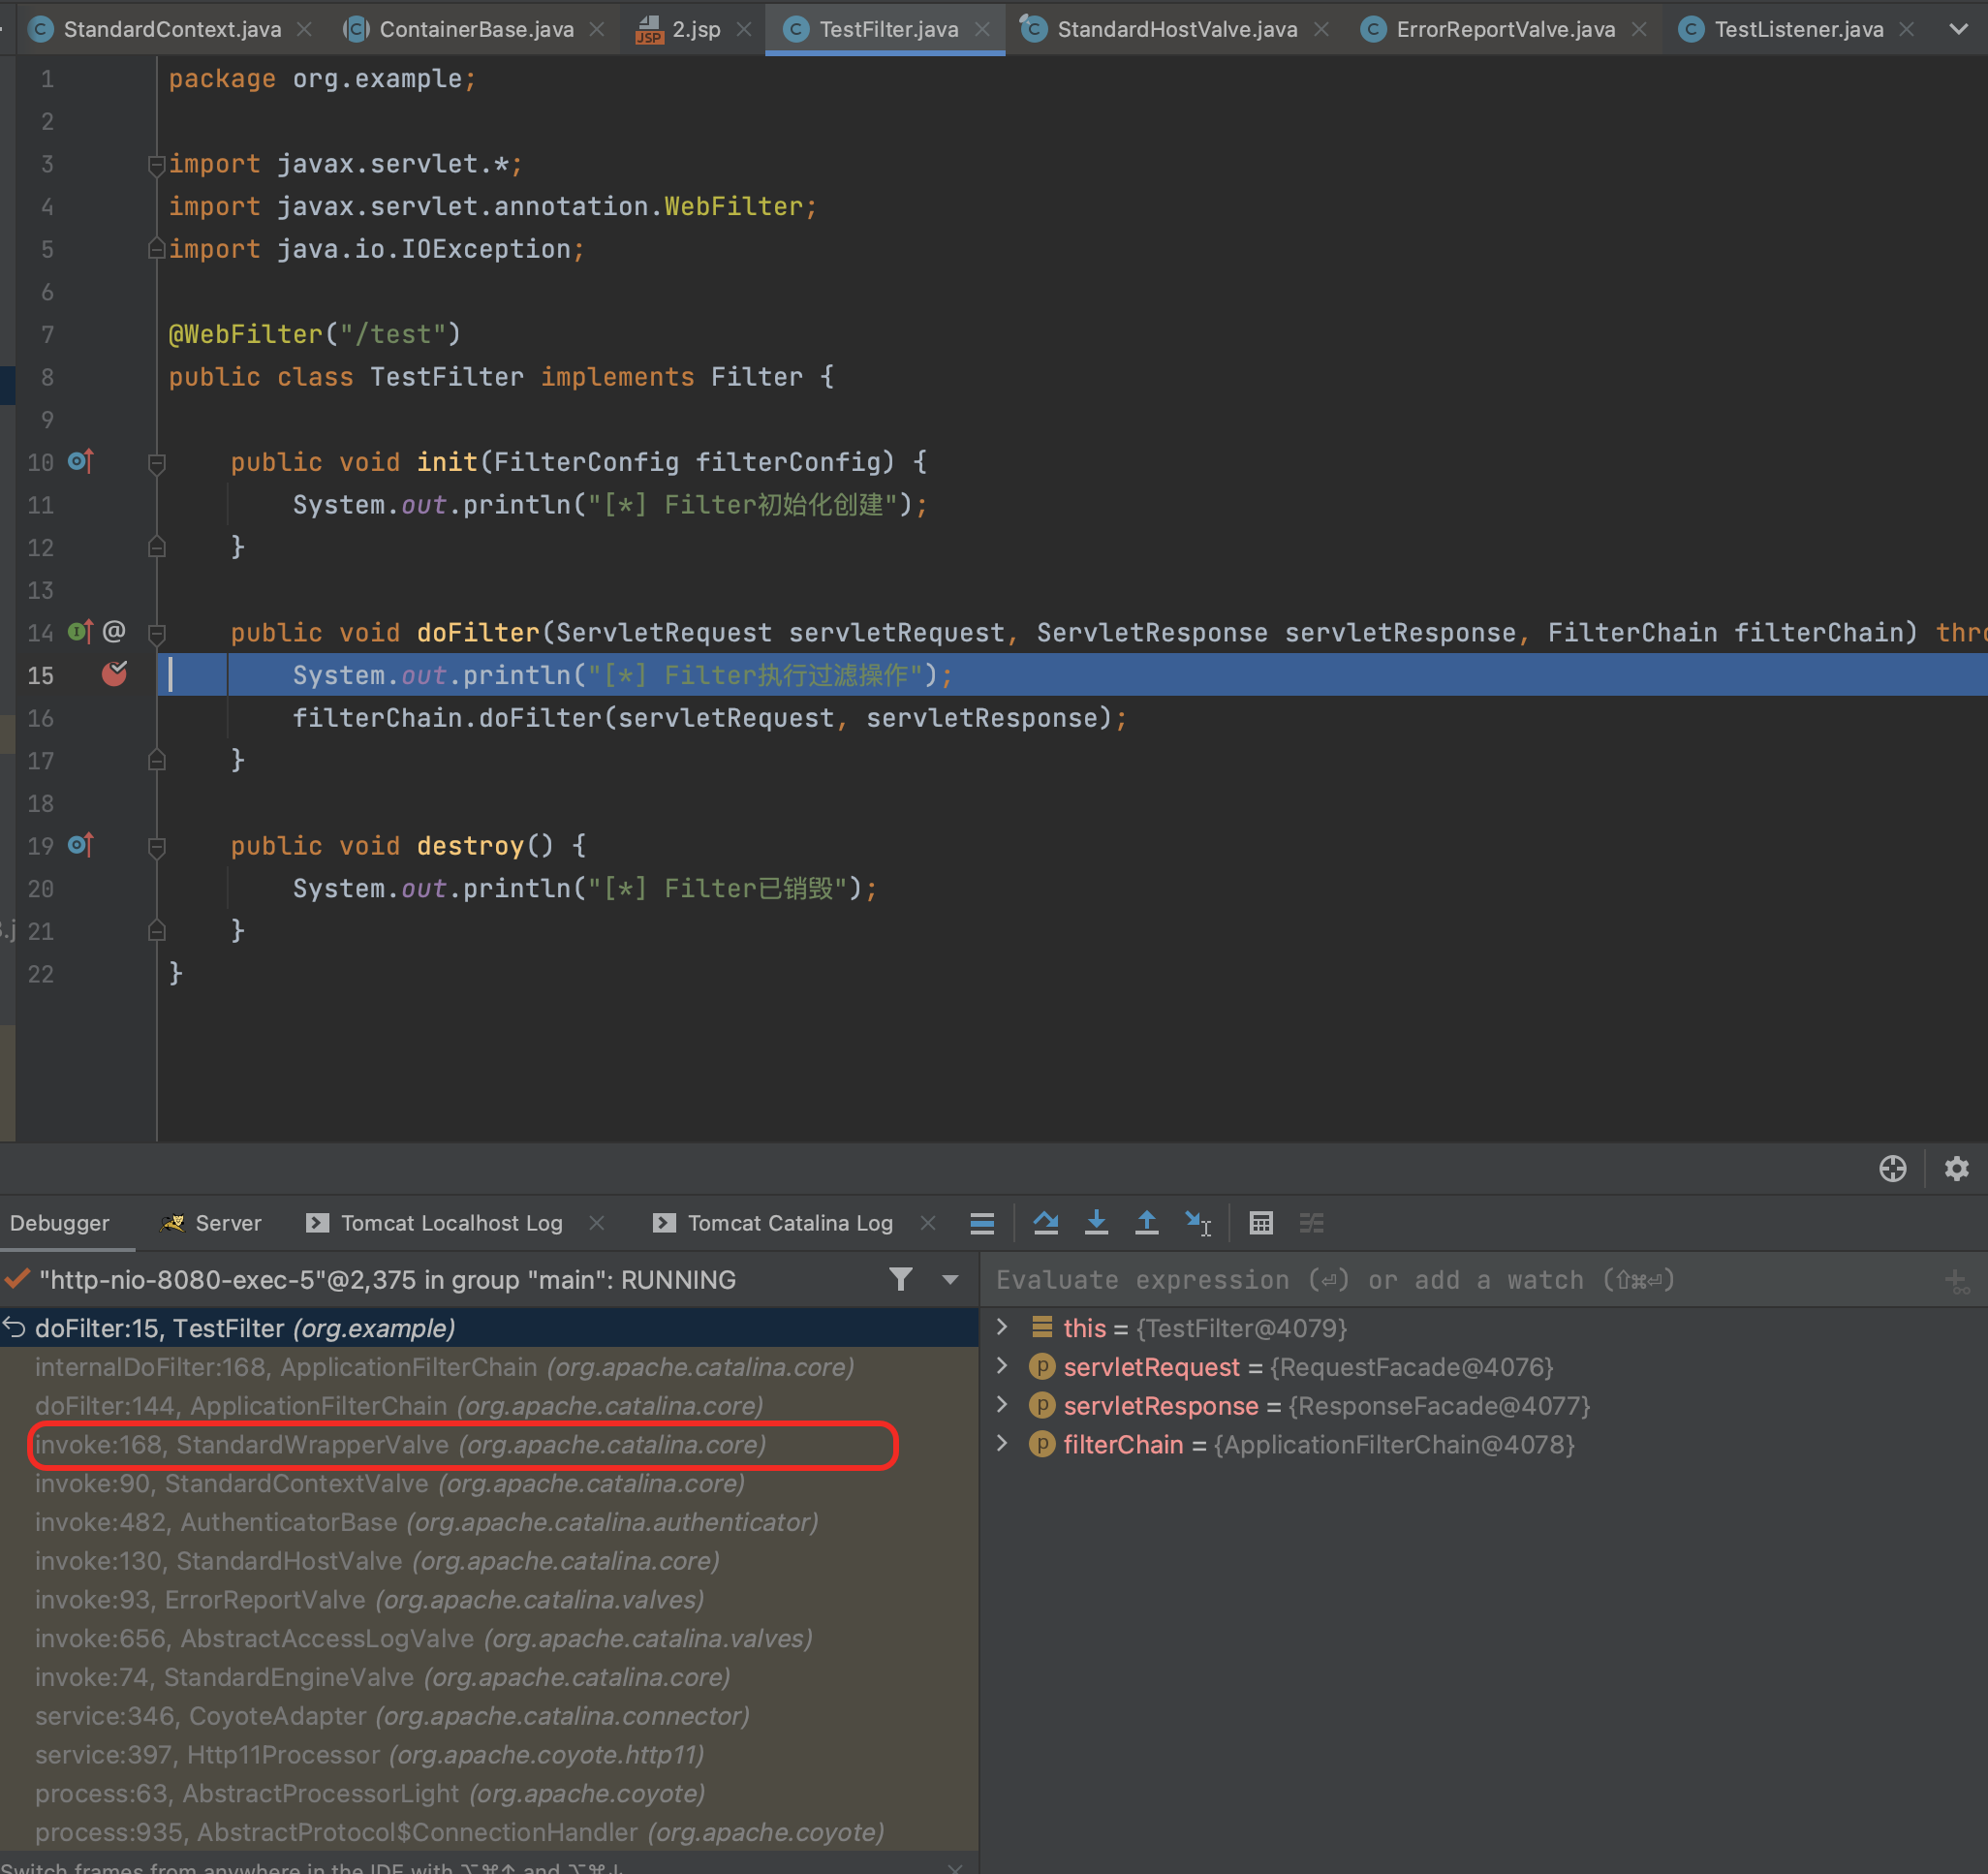 StandardContext.java ContainerBase.java 2.jsp TestFilter.java StandardHostValve.java ErrorReportValve.java TestListener.java
1 package org.example;
2
3 import javax.servlet.*;
4 import javax.servlet.annotation.WebFilter;
5 import java.io.IOException;
6
7 @WebFilter("/test")
8 public class TestFilter implements Filter {
9
10 public void init(FilterConfig filterConfig) {
11 System.out.println("[*] Filter初始化创建");
12 }
13
14 @ public void doFilter(ServletRequest servletRequest, ServletResponse servletResponse, FilterChain filterChain) thro
15 System.out.println("[*] Filter执行过滤操作");
16 filterChain.doFilter(servletRequest, servletResponse);
17 }
18
19 public void destroy() {
20 System.out.println("[*] Filter已销毁");
.j 21 }
22 }
Debugger Server Tomcat Localhost Log Tomcat Catalina Log
"http-nio-8080-exec-5"@2,375 in group "main": RUNNING
Evaluate expression (⏎) or add a watch (⇧⌘⏎)
doFilter:15, TestFilter (org.example)
internalDoFilter:168, ApplicationFilterChain (org.apache.catalina.core)
doFilter:144, ApplicationFilterChain (org.apache.catalina.core)
invoke:168, StandardWrapperValve (org.apache.catalina.core)
invoke:90, StandardContextValve (org.apache.catalina.core)
invoke:482, AuthenticatorBase (org.apache.catalina.authenticator)
invoke:130, StandardHostValve (org.apache.catalina.core)
invoke:93, ErrorReportValve (org.apache.catalina.valves)
invoke:656, AbstractAccessLogValve (org.apache.catalina.valves)
invoke:74, StandardEngineValve (org.apache.catalina.core)
service:346, CoyoteAdapter (org.apache.catalina.connector)
service:397, Http11Processor (org.apache.coyote.http11)
process:63, AbstractProcessorLight (org.apache.coyote)
process:935, AbstractProtocol$ConnectionHandler (org.apache.coyote)
Switch frames from anywhere in the IDE with ⌥⌘↑ and ⌥⌘↓
this = {TestFilter@4079}
servletRequest = {RequestFacade@4076}
servletResponse = {ResponseFacade@4077}
filterChain = {ApplicationFilterChain@4078}